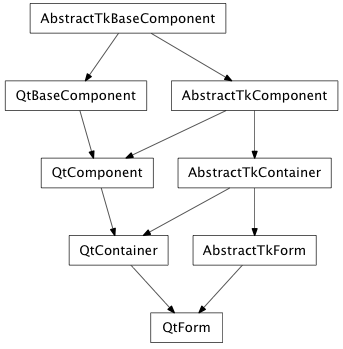 AbstractTkBaseComponent
QtBaseComponent
AbstractTkComponent
QtComponent
AbstractTkContainer
QtContainer
AbstractTkForm
QtForm